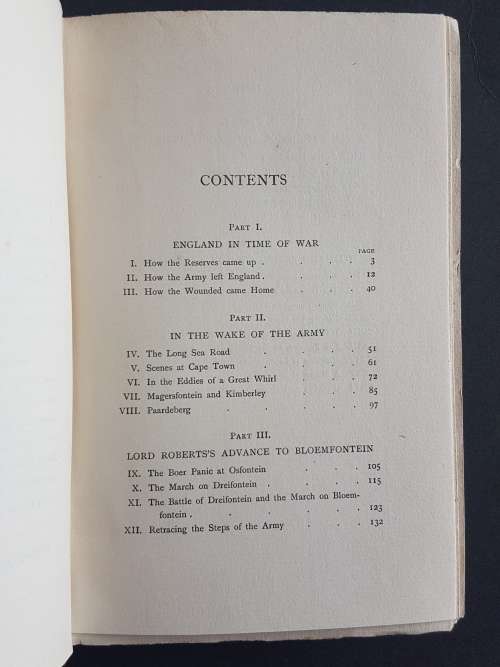 CONTENTS
PART I.
ENGLAND IN TIME OF WAR
PAGE
I. How the Reserves came up . . . . 3
II. How the Army left England . . . . 12
III. How the Wounded came Home . . . 40
PART II.
IN THE WAKE OF THE ARMY
IV. The Long Sea Road . . . . 51
V. Scenes at Cape Town . . . . 61
VI. In the Eddies of a Great Whirl . . . 72
VII. Magersfontein and Kimberley . . . 85
VIII. Paardeberg . . . . . 97
PART III.
LORD ROBERTS'S ADVANCE TO BLOEMFONTEIN
IX. The Boer Panic at Osfontein . . . 105
X. The March on Dreifontein . . . . 115
XI. The Battle of Dreifontein and the March on Bloem-
fontein . . . . . . 123
XII. Retracing the Steps of the Army . . . 132